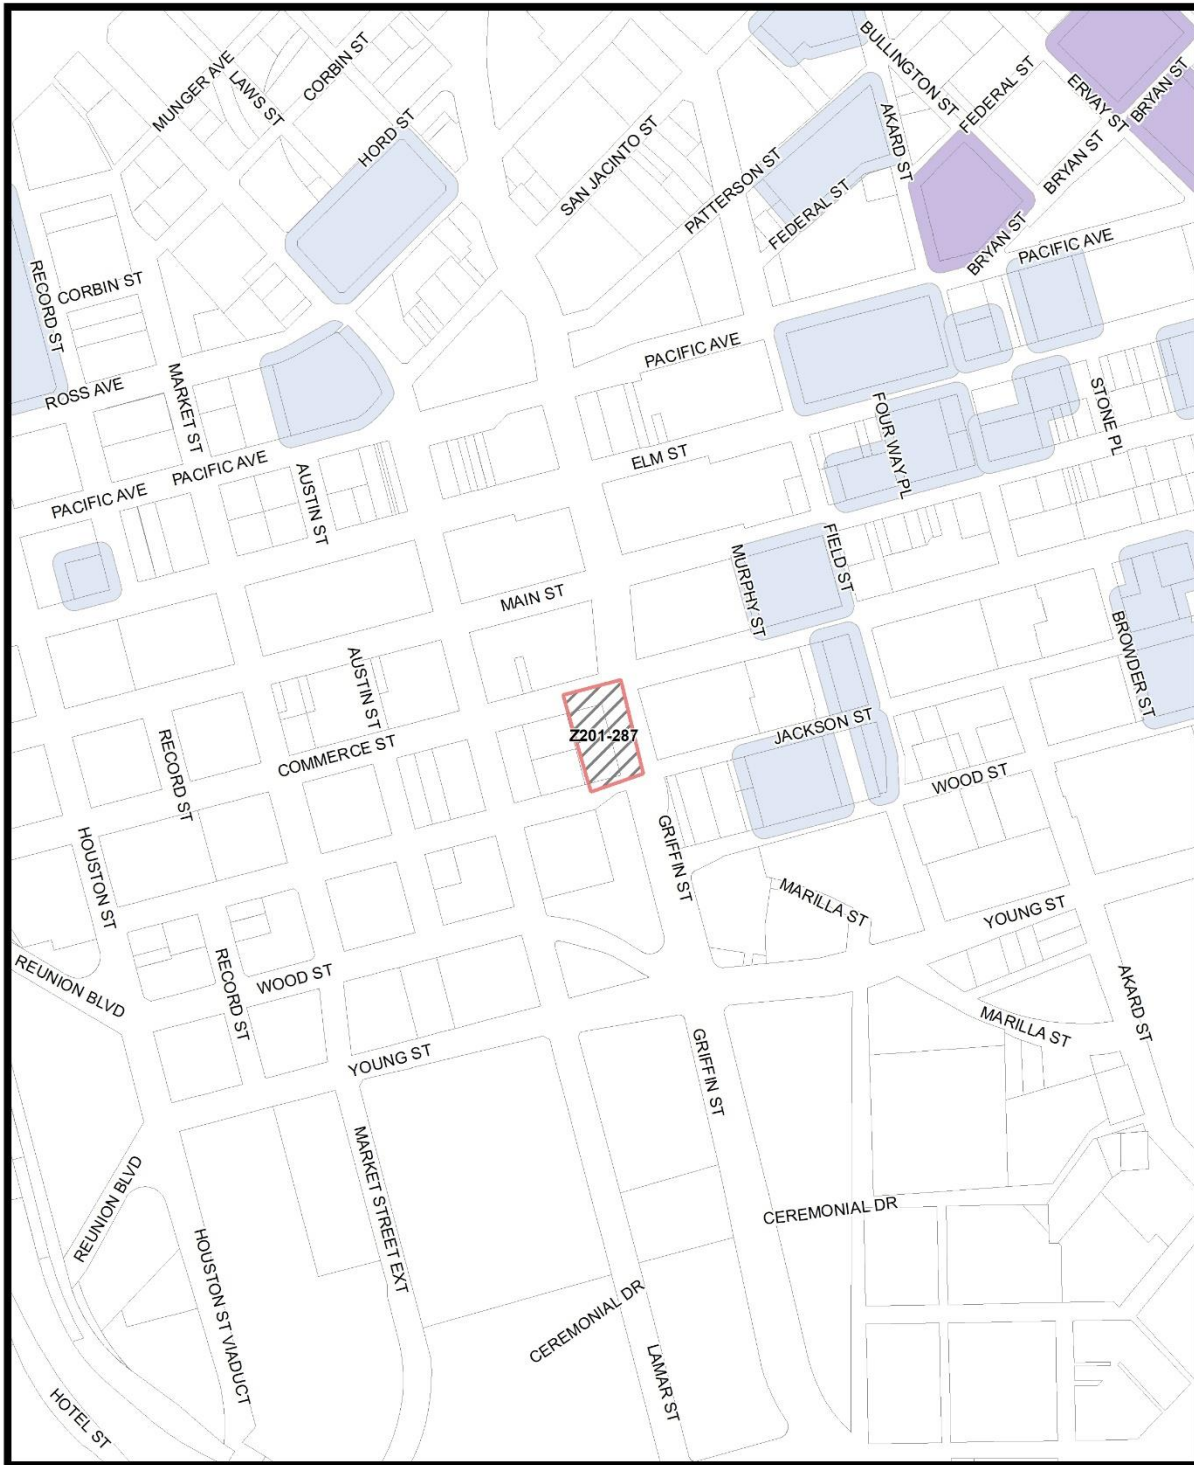 BULLINGTON ST
FEDERAL ST
ERVAY ST
BRYAN ST
MUNGER AVE
LAWS ST
CORBIN ST
HORD ST
SAN JACINTO ST
AKARD ST
PATTERSON ST
FEDERAL ST
BRYAN ST
BRYAN ST
PACIFIC AVE
RECORD ST
CORBIN ST
ROSS AVE
MARKET ST
PACIFIC AVE
FOUR WAY PL
STONE PL
ELM ST
PACIFIC AVE
PACIFIC AVE
AUSTIN ST
MURPHY ST
FIELD ST
MAIN ST
BROWDER ST
AUSTIN ST
Z201-287
JACKSON ST
RECORD ST
COMMERCE ST
WOOD ST
HOUSTON ST
GRIFFIN ST
MARILLA ST
YOUNG ST
REUNION BLVD
RECORD ST
WOOD ST
AKARD ST
MARILLA ST
YOUNG ST
GRIFFIN ST
REUNION BLVD
MARKET STREET EXT
CEREMONIAL DR
HOUSTON ST VIADUCT
CEREMONIAL DR
LAMAR ST
HOTEL ST